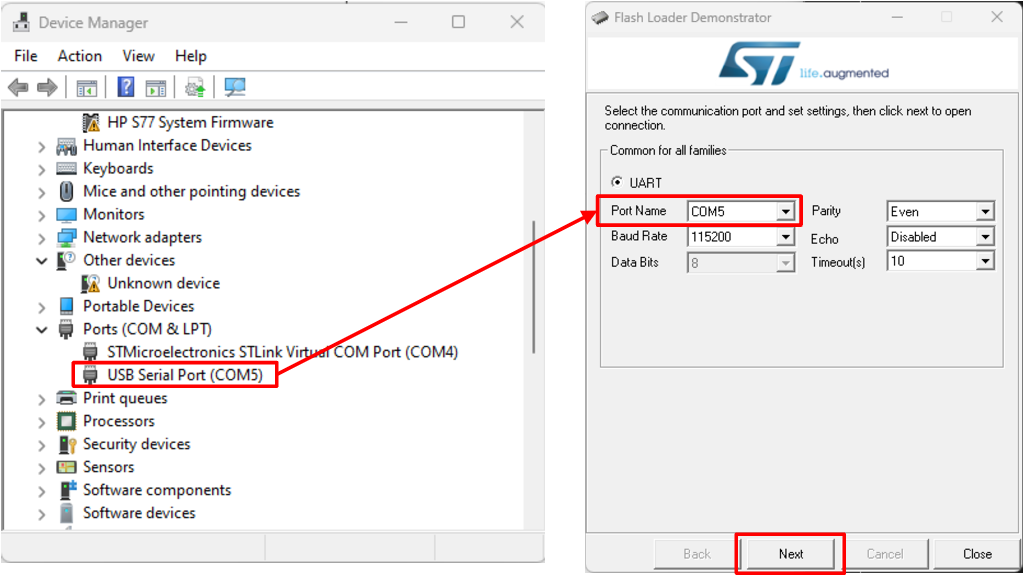 Device Manager
File Action View Help
HP S77 System Firmware
Human Interface Devices
Keyboards
Mice and other pointing devices
Monitors
Network adapters
Other devices
Unknown device
Portable Devices
Ports (COM & LPT)
STMicroelectronics STLink Virtual COM Port (COM4)
USB Serial Port (COM5)
Print queues
Processors
Security devices
Sensors
Software components
Software devices
Flash Loader Demonstrator
ST life.augmented
Select the communication port and set settings, then click next to open
connection.
Common for all families
UART
Port Name COM5 Parity Even
Baud Rate 115200 Echo Disabled
Data Bits 8 Timeout(s) 10
Back Next Cancel Close